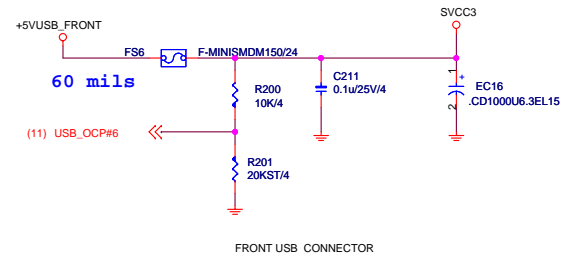 +5VUSB_FRONT
SVCC3
FS6 F-MINISMDM150/24
60 mils
R200
10K/4
C211
0.1u/25V/4
1
+
EC16
.CD1000U6.3EL15
2
(11) USB_OCP#6
R201
20KST/4
FRONT USB CONNECTOR